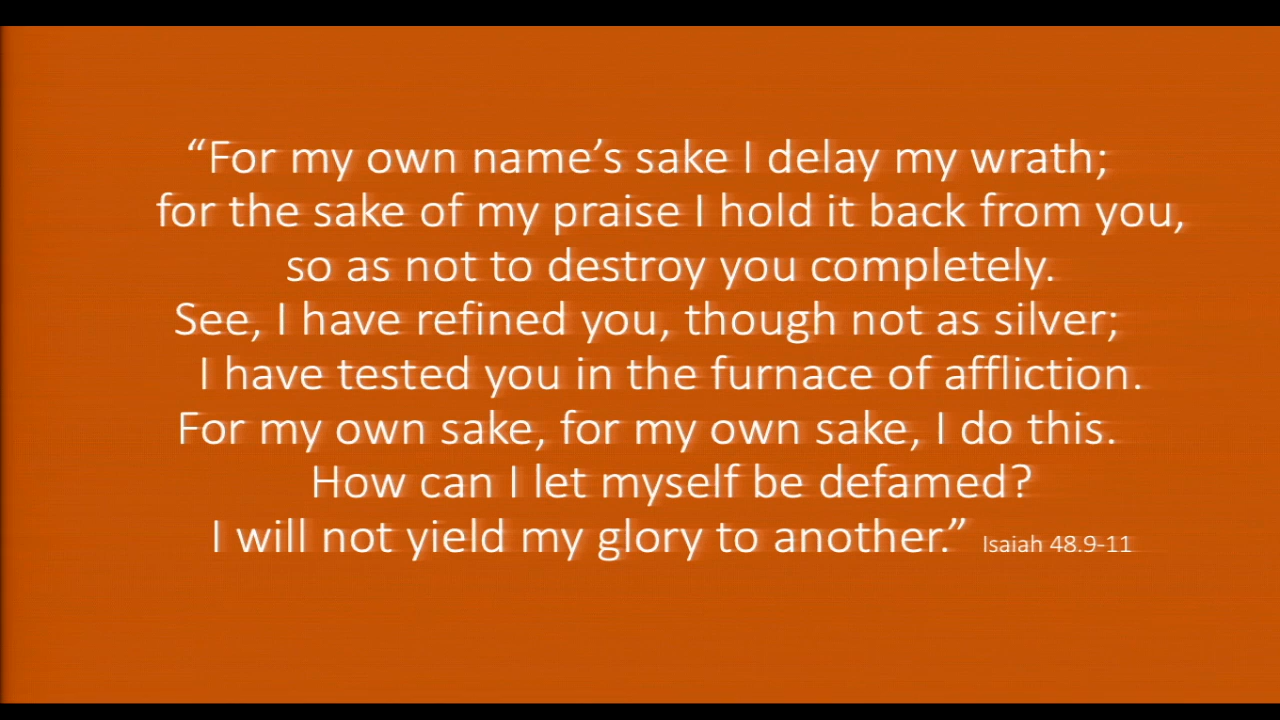 “For my own name’s sake I delay my wrath;
for the sake of my praise I hold it back from you,
so as not to destroy you completely.
See, I have refined you, though not as silver;
I have tested you in the furnace of affliction.
For my own sake, for my own sake, I do this.
How can I let myself be defamed?
I will not yield my glory to another.” Isaiah 48.9-11